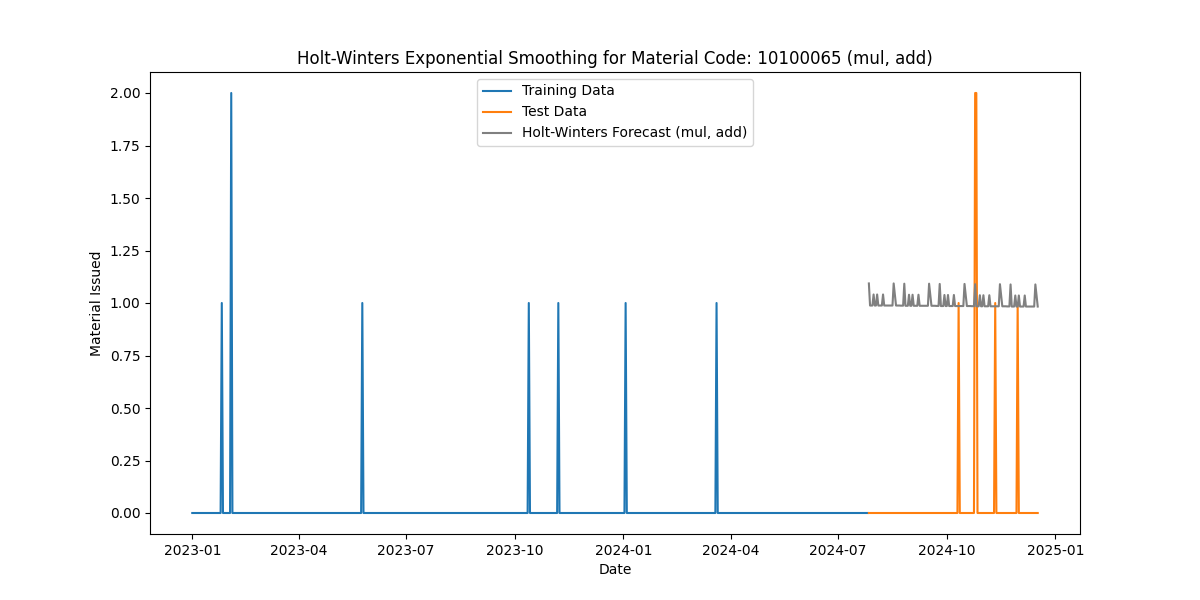 Holt-Winters Exponential Smoothing for Material Code: 10100065 (mul, add)
Training Data
Test Data
Holt-Winters Forecast (mul, add)
Material Issued
2.00
1.75
1.50
1.25
1.00
0.75
0.50
0.25
0.00
2023-01 2023-04 2023-07 2023-10 2024-01 2024-04 2024-07 2024-10 2025-01
Date